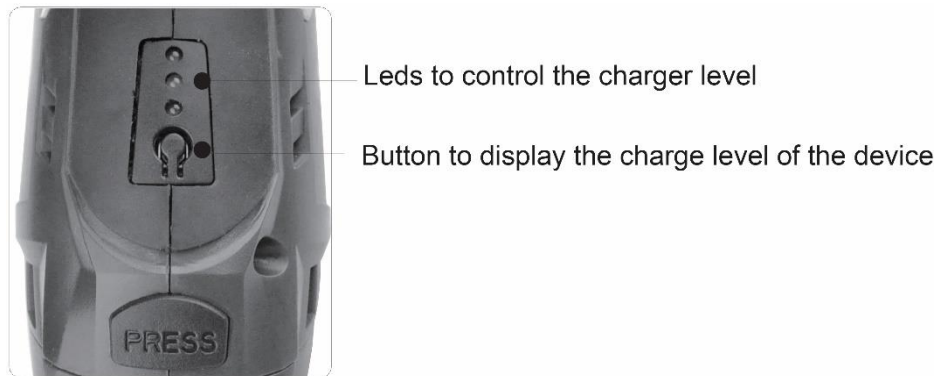 Leds to control the charger level
Button to display the charge level of the device
PRESS